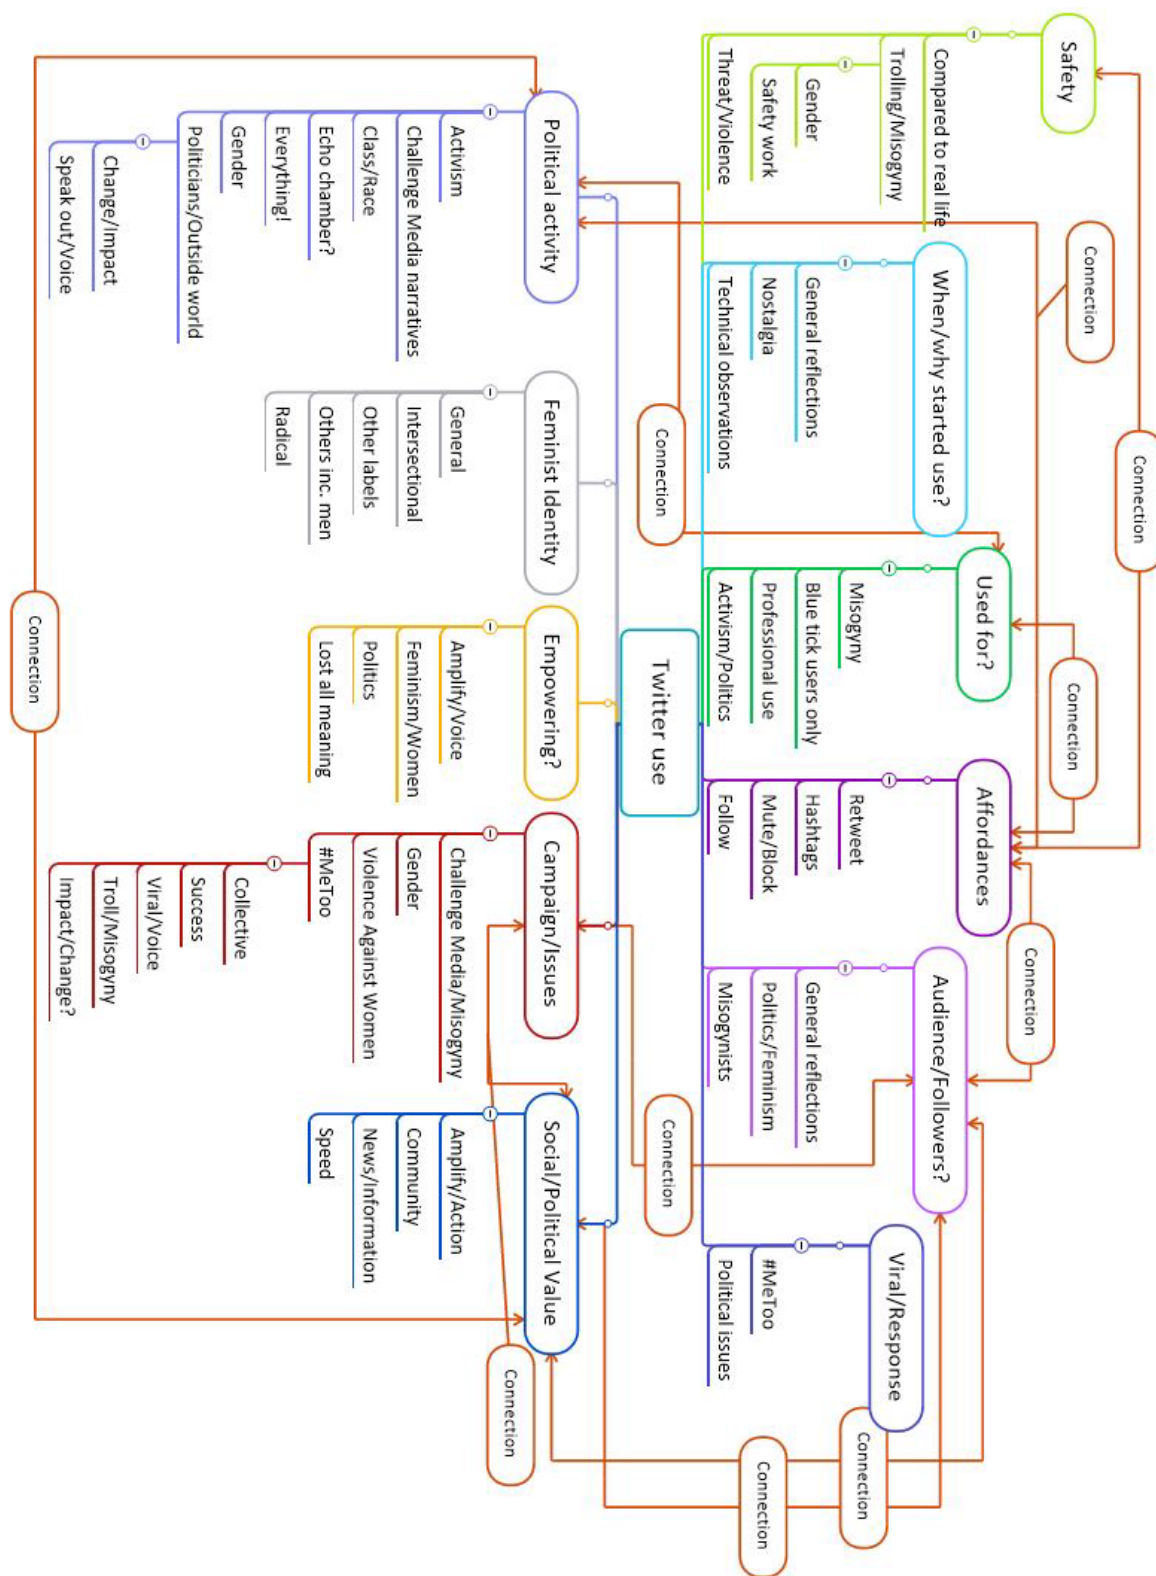 Connection
Connection
Connection
Connection
Safety
Compared to real life
Trolling/Misogyny
Gender
Safety work
Threat/Violence
When/why started use?
General reflections
Nostalgia
Technical observations
Used for?
Misogyny
Blue tick users only
Professional use
Activism/Politics
Affordances
Retweet
Hashtags
Mute/Block
Follow
Audience/Followers?
General reflections
Politics/Feminism
Misogynists
Viral/Response
#MeToo
Political issues
Connection
Connection
Connection
Connection
Twitter use
Political activity
Activism
Challenge Media narratives
Class/Race
Echo chamber?
Everything!
Gender
Politicians/Outside world
Change/Impact
Speak out/Voice
Feminist Identity
General
Intersectional
Other labels
Others inc. men
Radical
Empowering?
Amplify/Voice
Feminism/Women
Politics
Lost all meaning
Campaign/Issues
Challenge Media/Misogyny
Gender
Violence Against Women
#MeToo
Collective
Success
Viral/Voice
Troll/Misogyny
Impact/Change?
Social/Political Value
Amplify/Action
Community
News/Information
Speed
Connection
Connection